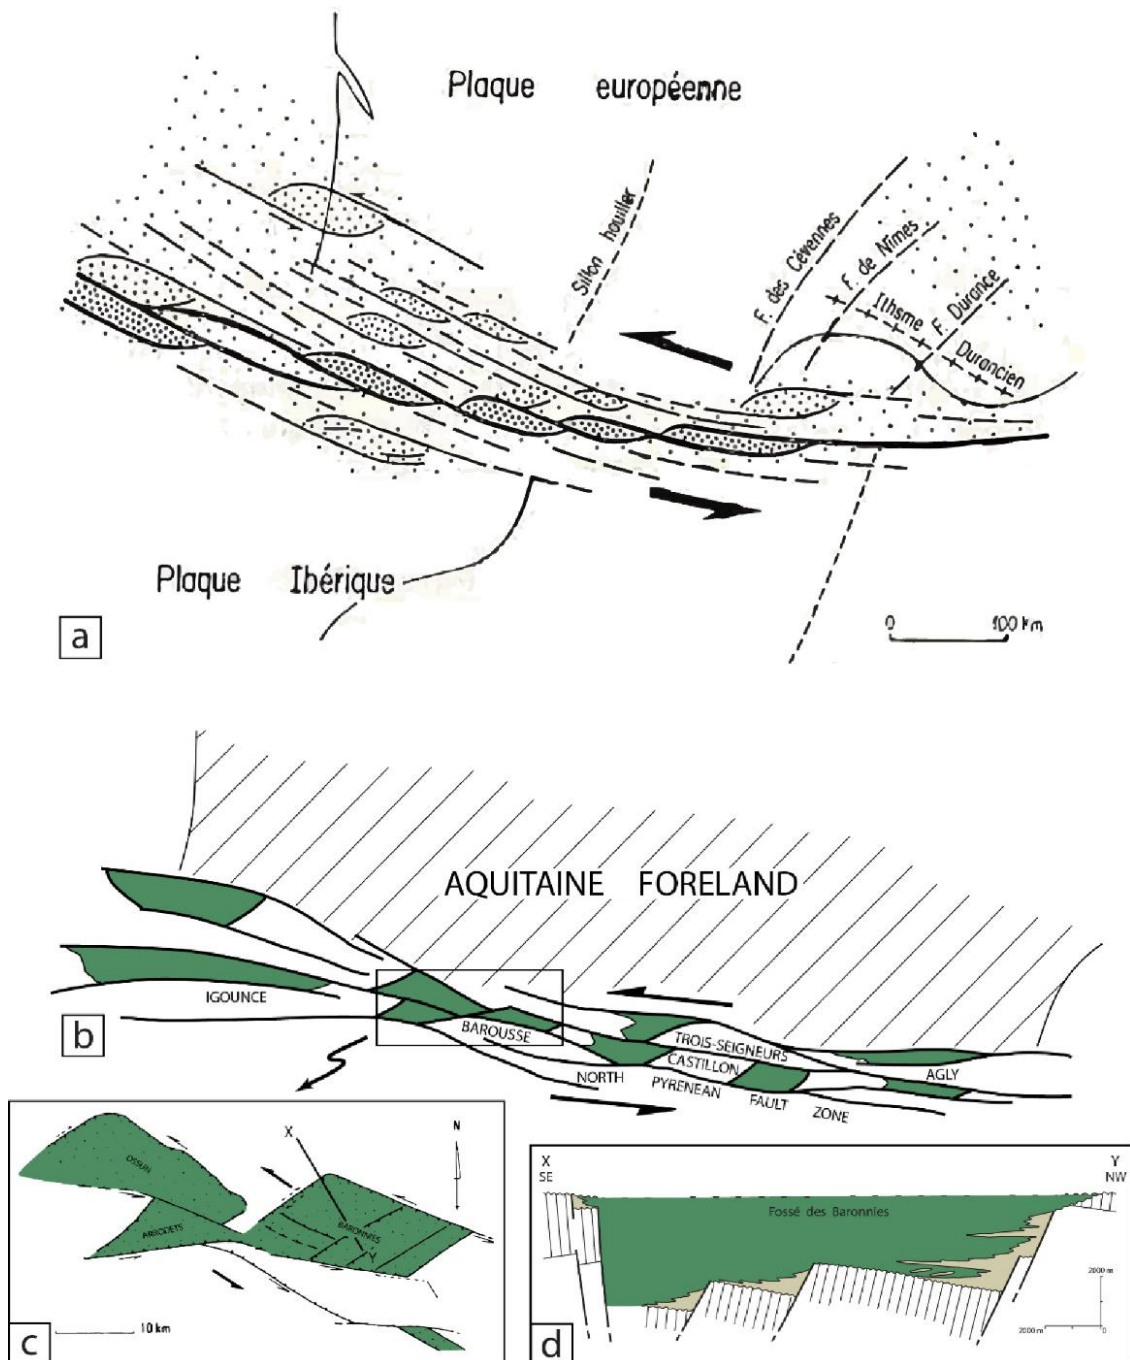 Plaque européenne
Sillon houiller
F. des Cévennes
F. de Nîmes
Ithsme
F. Durance
Durancien
Plaque Ibérique
0 100 km
a
AQUITAINE FORELAND
IGOUNCE
BAROUSSE
TROIS-SEIGNEURS
CASTILLON
AGLY
NORTH PYRENEAN FAULT ZONE
b
X
N
OSSUN
ARBODETS
BARONNIES
Y
10 km
c
X
SE
Y
NW
Fossé des Baronnies
2000 m
2000 m 0
d